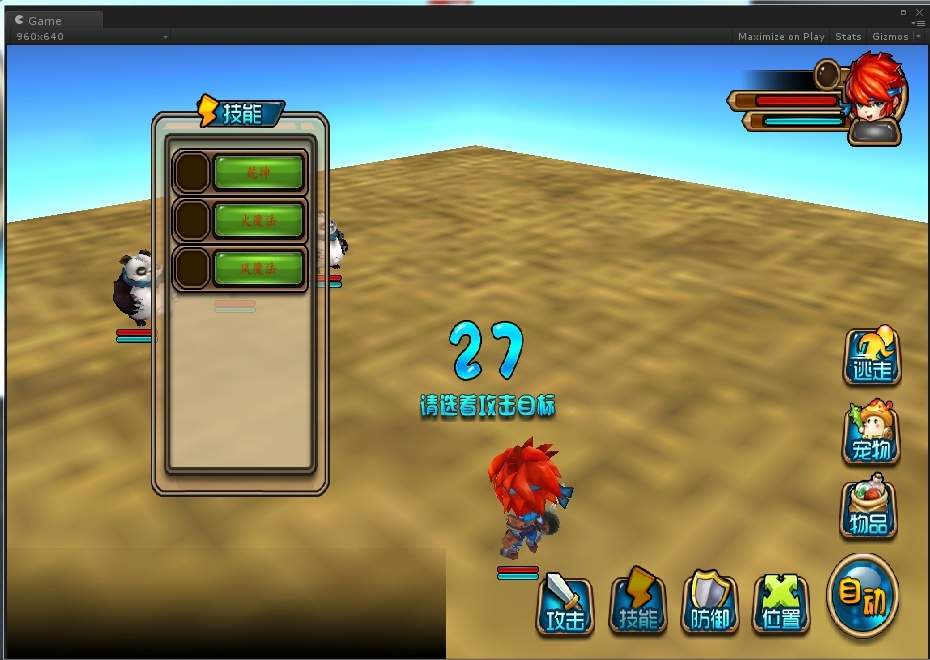 Game
960x640
Maximize on Play Stats Gizmos
技能
乾坤
火魔法
风魔法
27
请选着攻击目标
逃走
宠物
物品
自动
攻击
技能
防御
位置